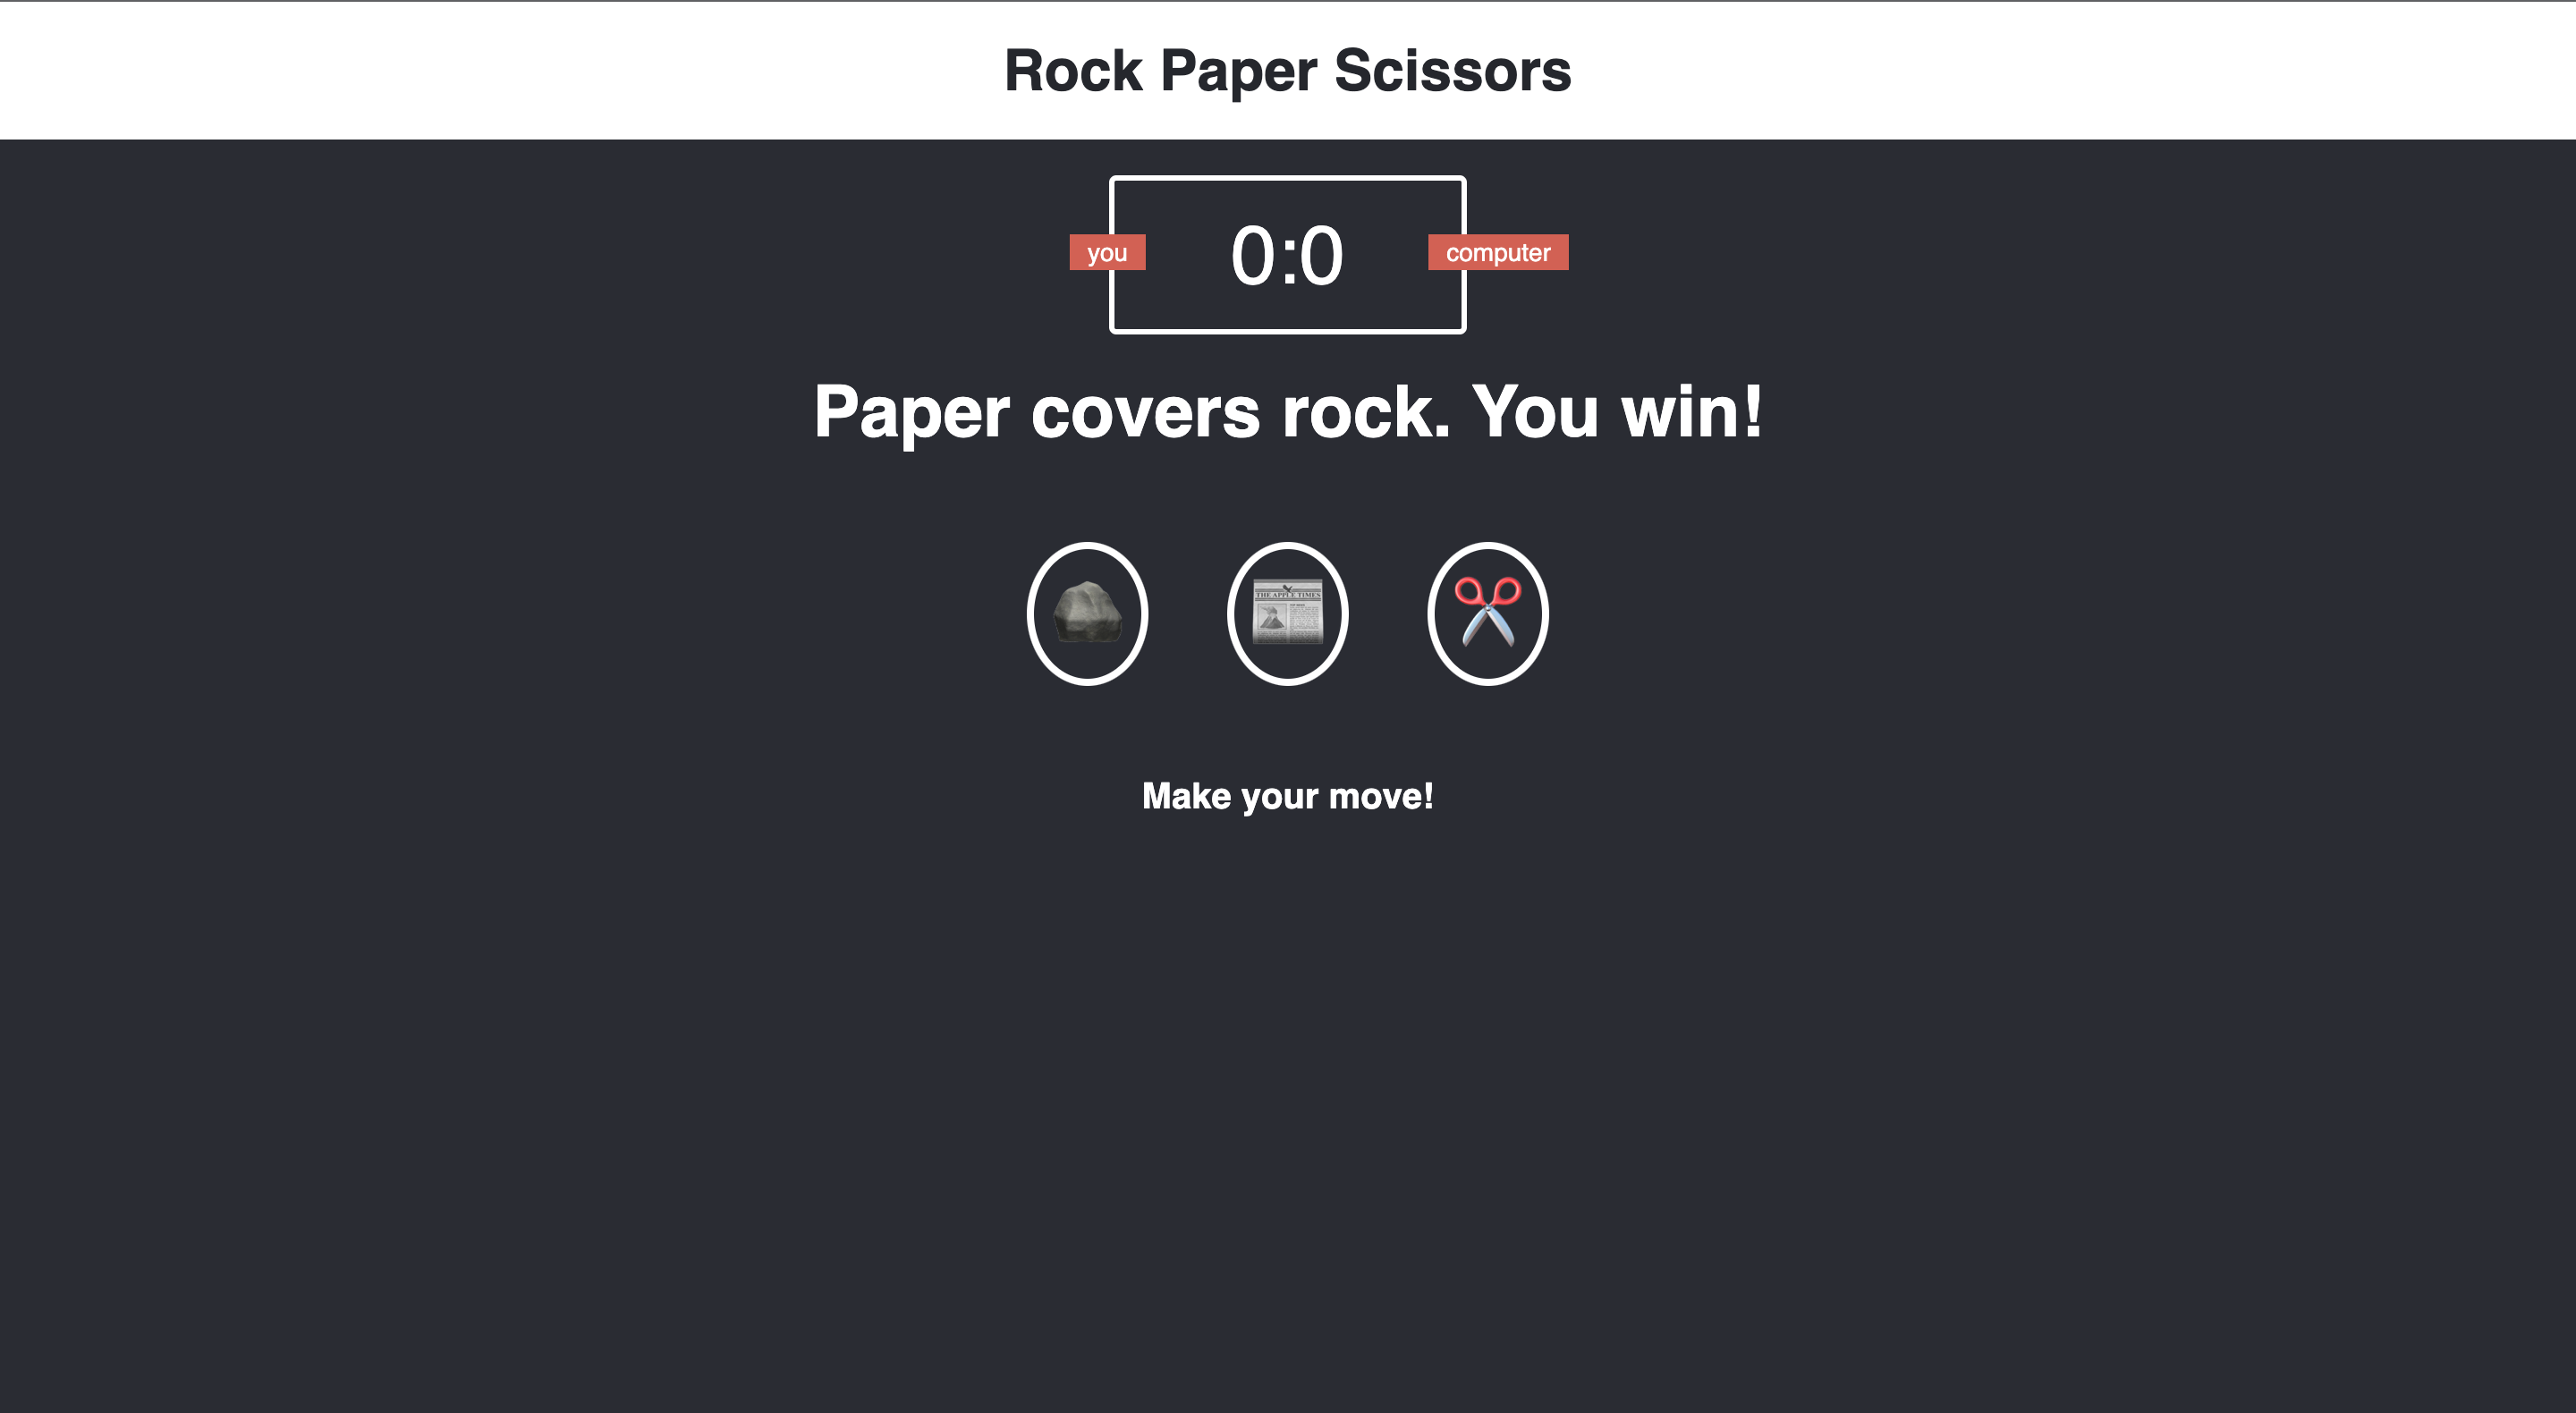 Rock Paper Scissors
you
0:0
computer
Paper covers rock. You win!
THE APPLE TIMES
Make your move!